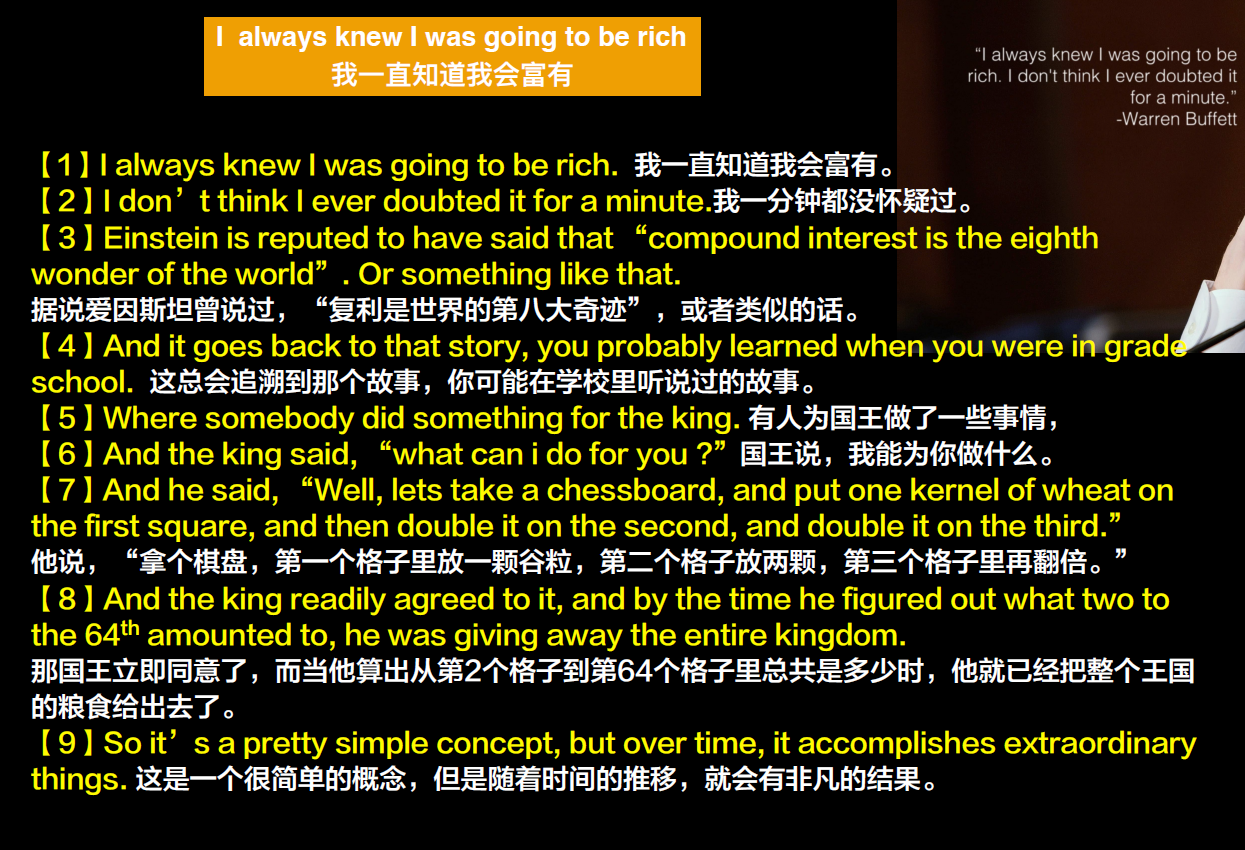 I always knew I was going to be rich
我一直知道我会富有
“I always knew I was going to be
rich. I don't think I ever doubted it
for a minute.”
-Warren Buffett
【1】I always knew I was going to be rich. 我一直知道我会富有。
【2】I don’t think I ever doubted it for a minute.我一分钟都没怀疑过。
【3】Einstein is reputed to have said that “compound interest is the eighth
wonder of the world”. Or something like that.
据说爱因斯坦曾说过，“复利是世界的第八大奇迹”，或者类似的话。
【4】And it goes back to that story, you probably learned when you were in grade
school. 这总会追溯到那个故事，你可能在学校里听说过的故事。
【5】Where somebody did something for the king. 有人为国王做了一些事情，
【6】And the king said, “what can i do for you ?” 国王说，我能为你做什么。
【7】And he said, “Well, lets take a chessboard, and put one kernel of wheat on
the first square, and then double it on the second, and double it on the third.”
他说，“拿个棋盘，第一个格子里放一颗谷粒，第二个格子放两颗，第三个格子里再翻倍。”
【8】And the king readily agreed to it, and by the time he figured out what two to
the 64th amounted to, he was giving away the entire kingdom.
那国王立即同意了，而当他算出从第2个格子到第64个格子里总共是多少时，他就已经把整个王国
的粮食给出去了。
【9】So it’s a pretty simple concept, but over time, it accomplishes extraordinary
things. 这是一个很简单的概念，但是随着时间的推移，就会有非凡的结果。